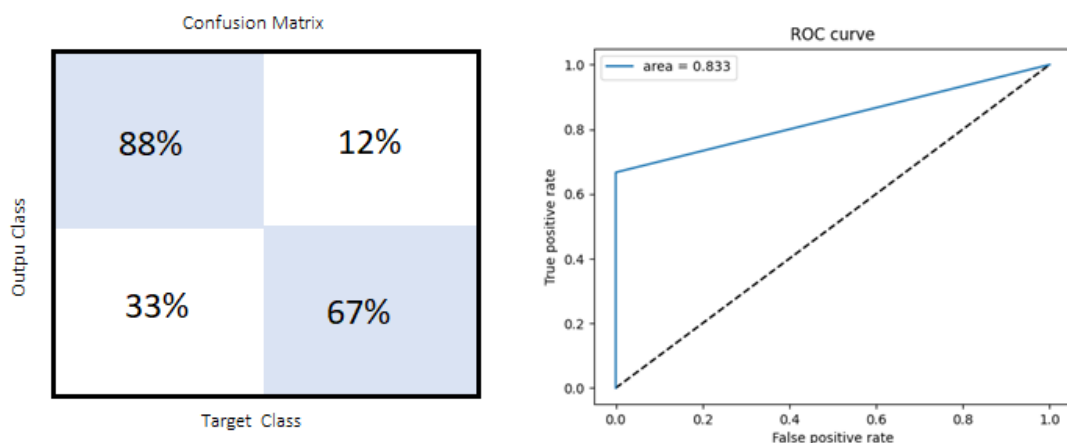 Confusion Matrix
88%
12%
33%
67%
Outpu Class
Target Class
ROC curve
area = 0.833
1.0
0.8
0.6
0.4
0.2
0.0
True positive rate
0.0
0.2
0.4
0.6
0.8
1.0
False positive rate